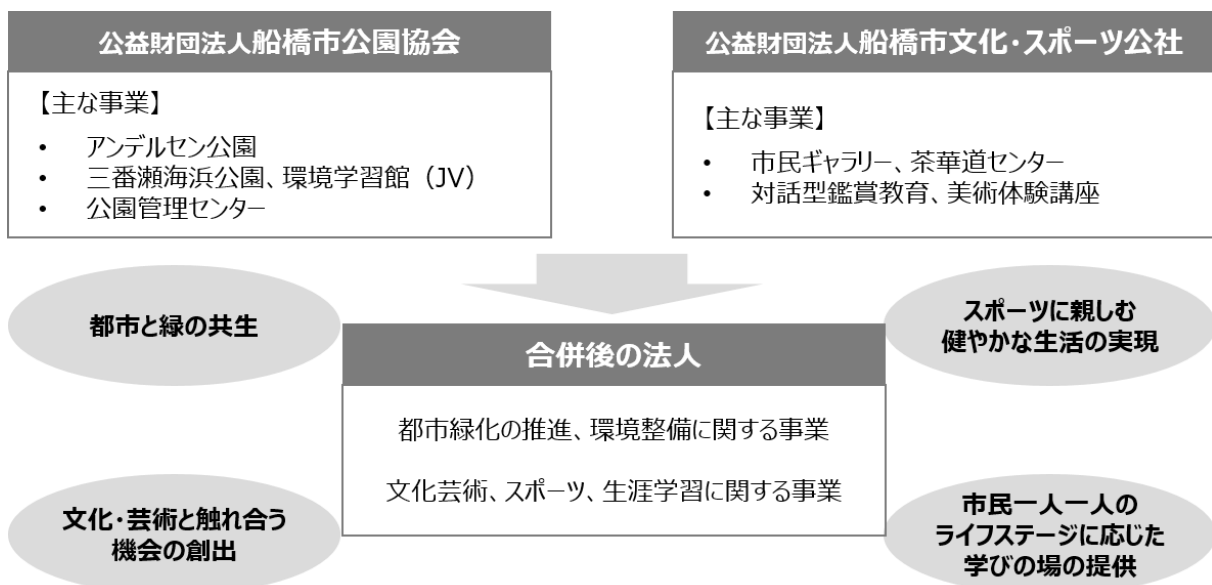 公益財団法人船橋市公園協会
【主な事業】
• アンデルセン公園
• 三番瀬海浜公園、環境学習館（JV）
• 公園管理センター
公益財団法人船橋市文化・スポーツ公社
【主な事業】
• 市民ギャラリー、茶華道センター
• 対話型鑑賞教育、美術体験講座
都市と緑の共生
スポーツに親しむ
健やかな生活の実現
合併後の法人
都市緑化の推進、環境整備に関する事業
文化芸術、スポーツ、生涯学習に関する事業
文化・芸術と触れ合う
機会の創出
市民一人一人の
ライフステージに応じた
学びの場の提供